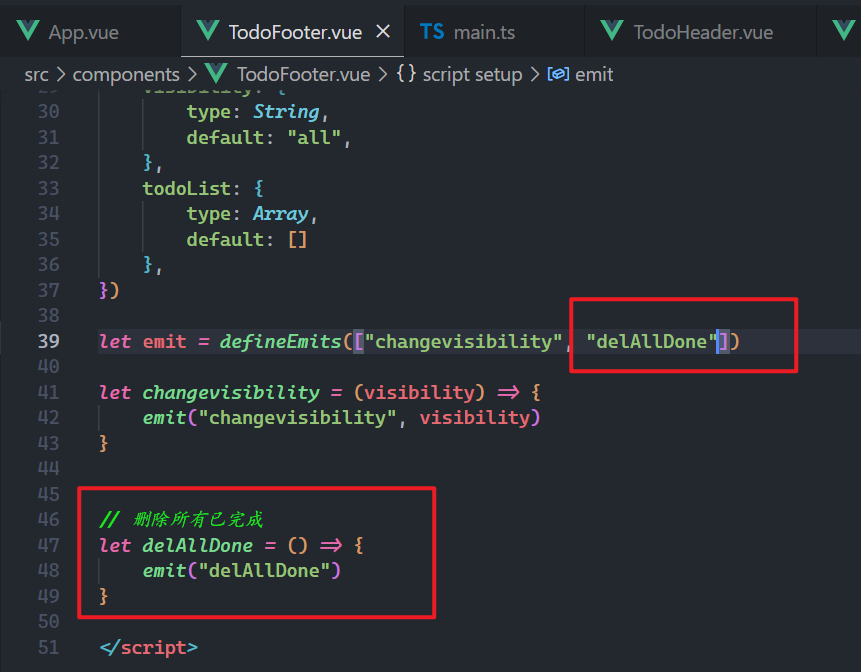 App.vue TodoFooter.vue × TS main.ts TodoHeader.vue
src > components > TodoFooter.vue > {} script setup > emit
29 visibility: {
30 type: String,
31 default: "all",
32 },
33 todoList: {
34 type: Array,
35 default: []
36 },
37 })
38
39 let emit = defineEmits(["changevisibility", "delAllDone"])
40
41 let changevisibility = (visibility) => {
42 emit("changevisibility", visibility)
43 }
44
45
46 // 删除所有已完成
47 let delAllDone = () => {
48 emit("delAllDone")
49 }
50
51 </script>